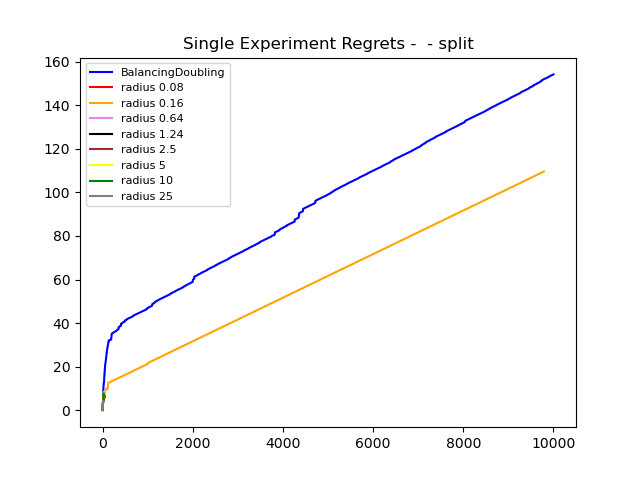 Single Experiment Regrets -  - split
160
140
120
100
80
60
40
20
0
BalancingDoubling
radius 0.08
radius 0.16
radius 0.64
radius 1.24
radius 2.5
radius 5
radius 10
radius 25
0 2000 4000 6000 8000 10000